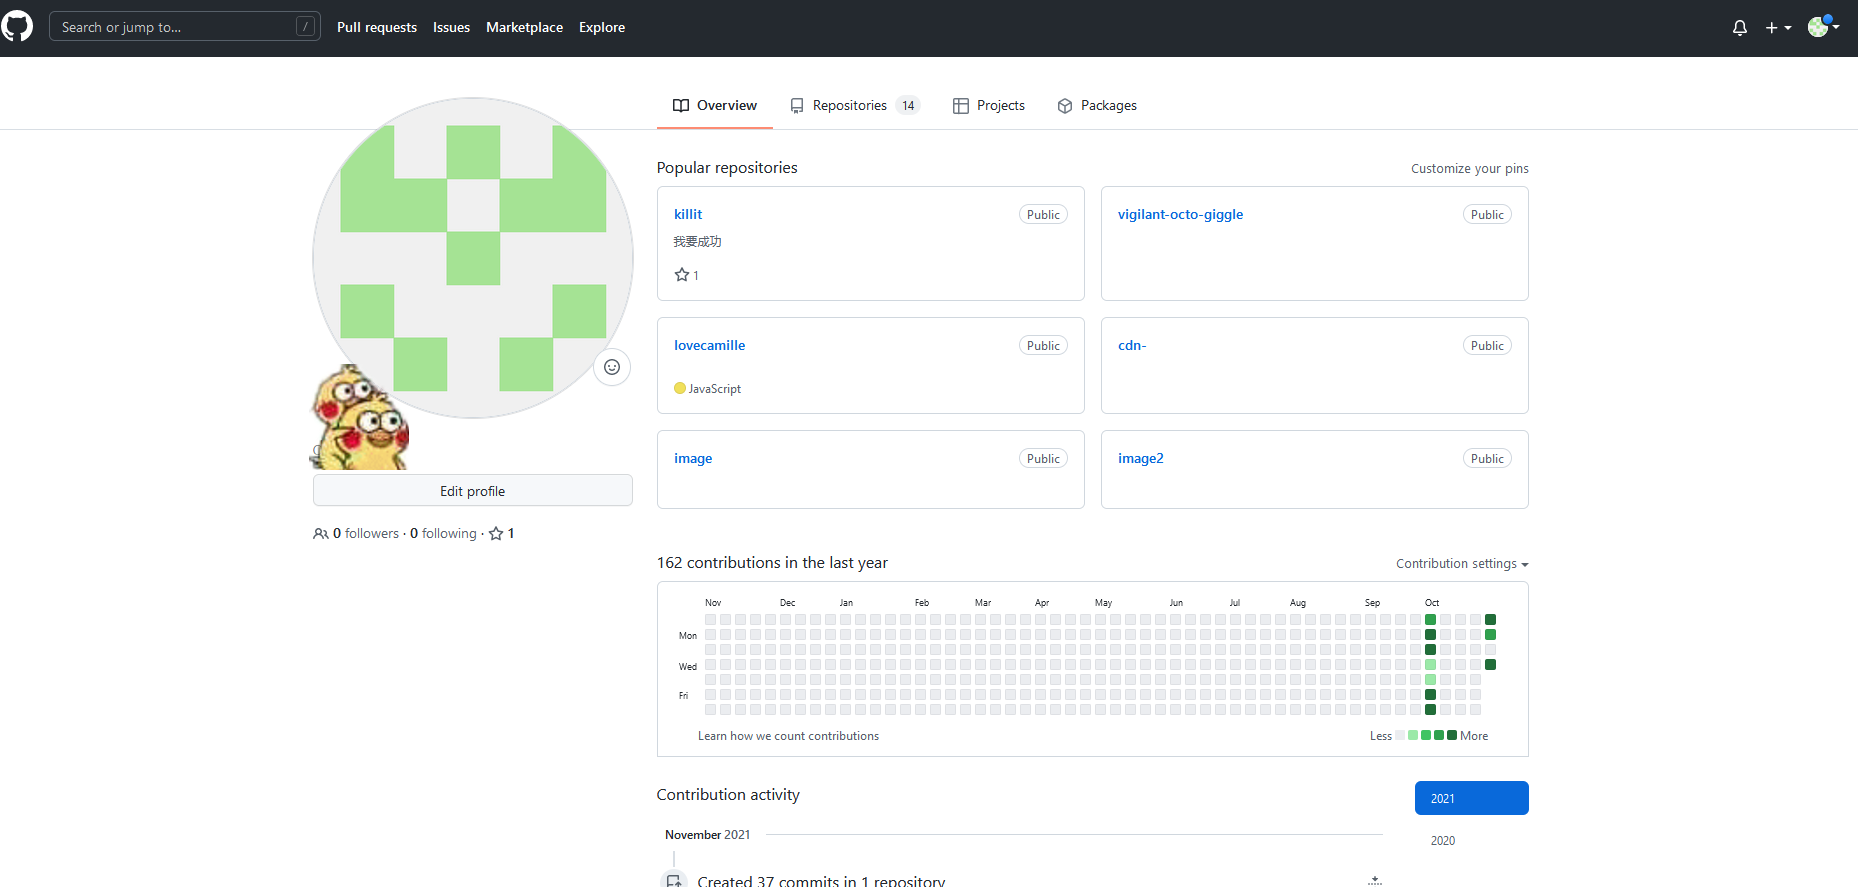 Search or jump to... /
Pull requests Issues Marketplace Explore
Overview Repositories 14 Projects Packages
Popular repositories
Customize your pins
killit Public
我要成功
1
vigilant-octo-giggle Public
lovecamille Public
JavaScript
cdn- Public
image Public
image2 Public
Edit profile
0 followers · 0 following · 1
162 contributions in the last year
Contribution settings
Nov Dec Jan Feb Mar Apr May Jun Jul Aug Sep Oct
Mon
Wed
Fri
Learn how we count contributions
Less More
Contribution activity
2021
2020
November 2021
Created 37 commits in 1 repository